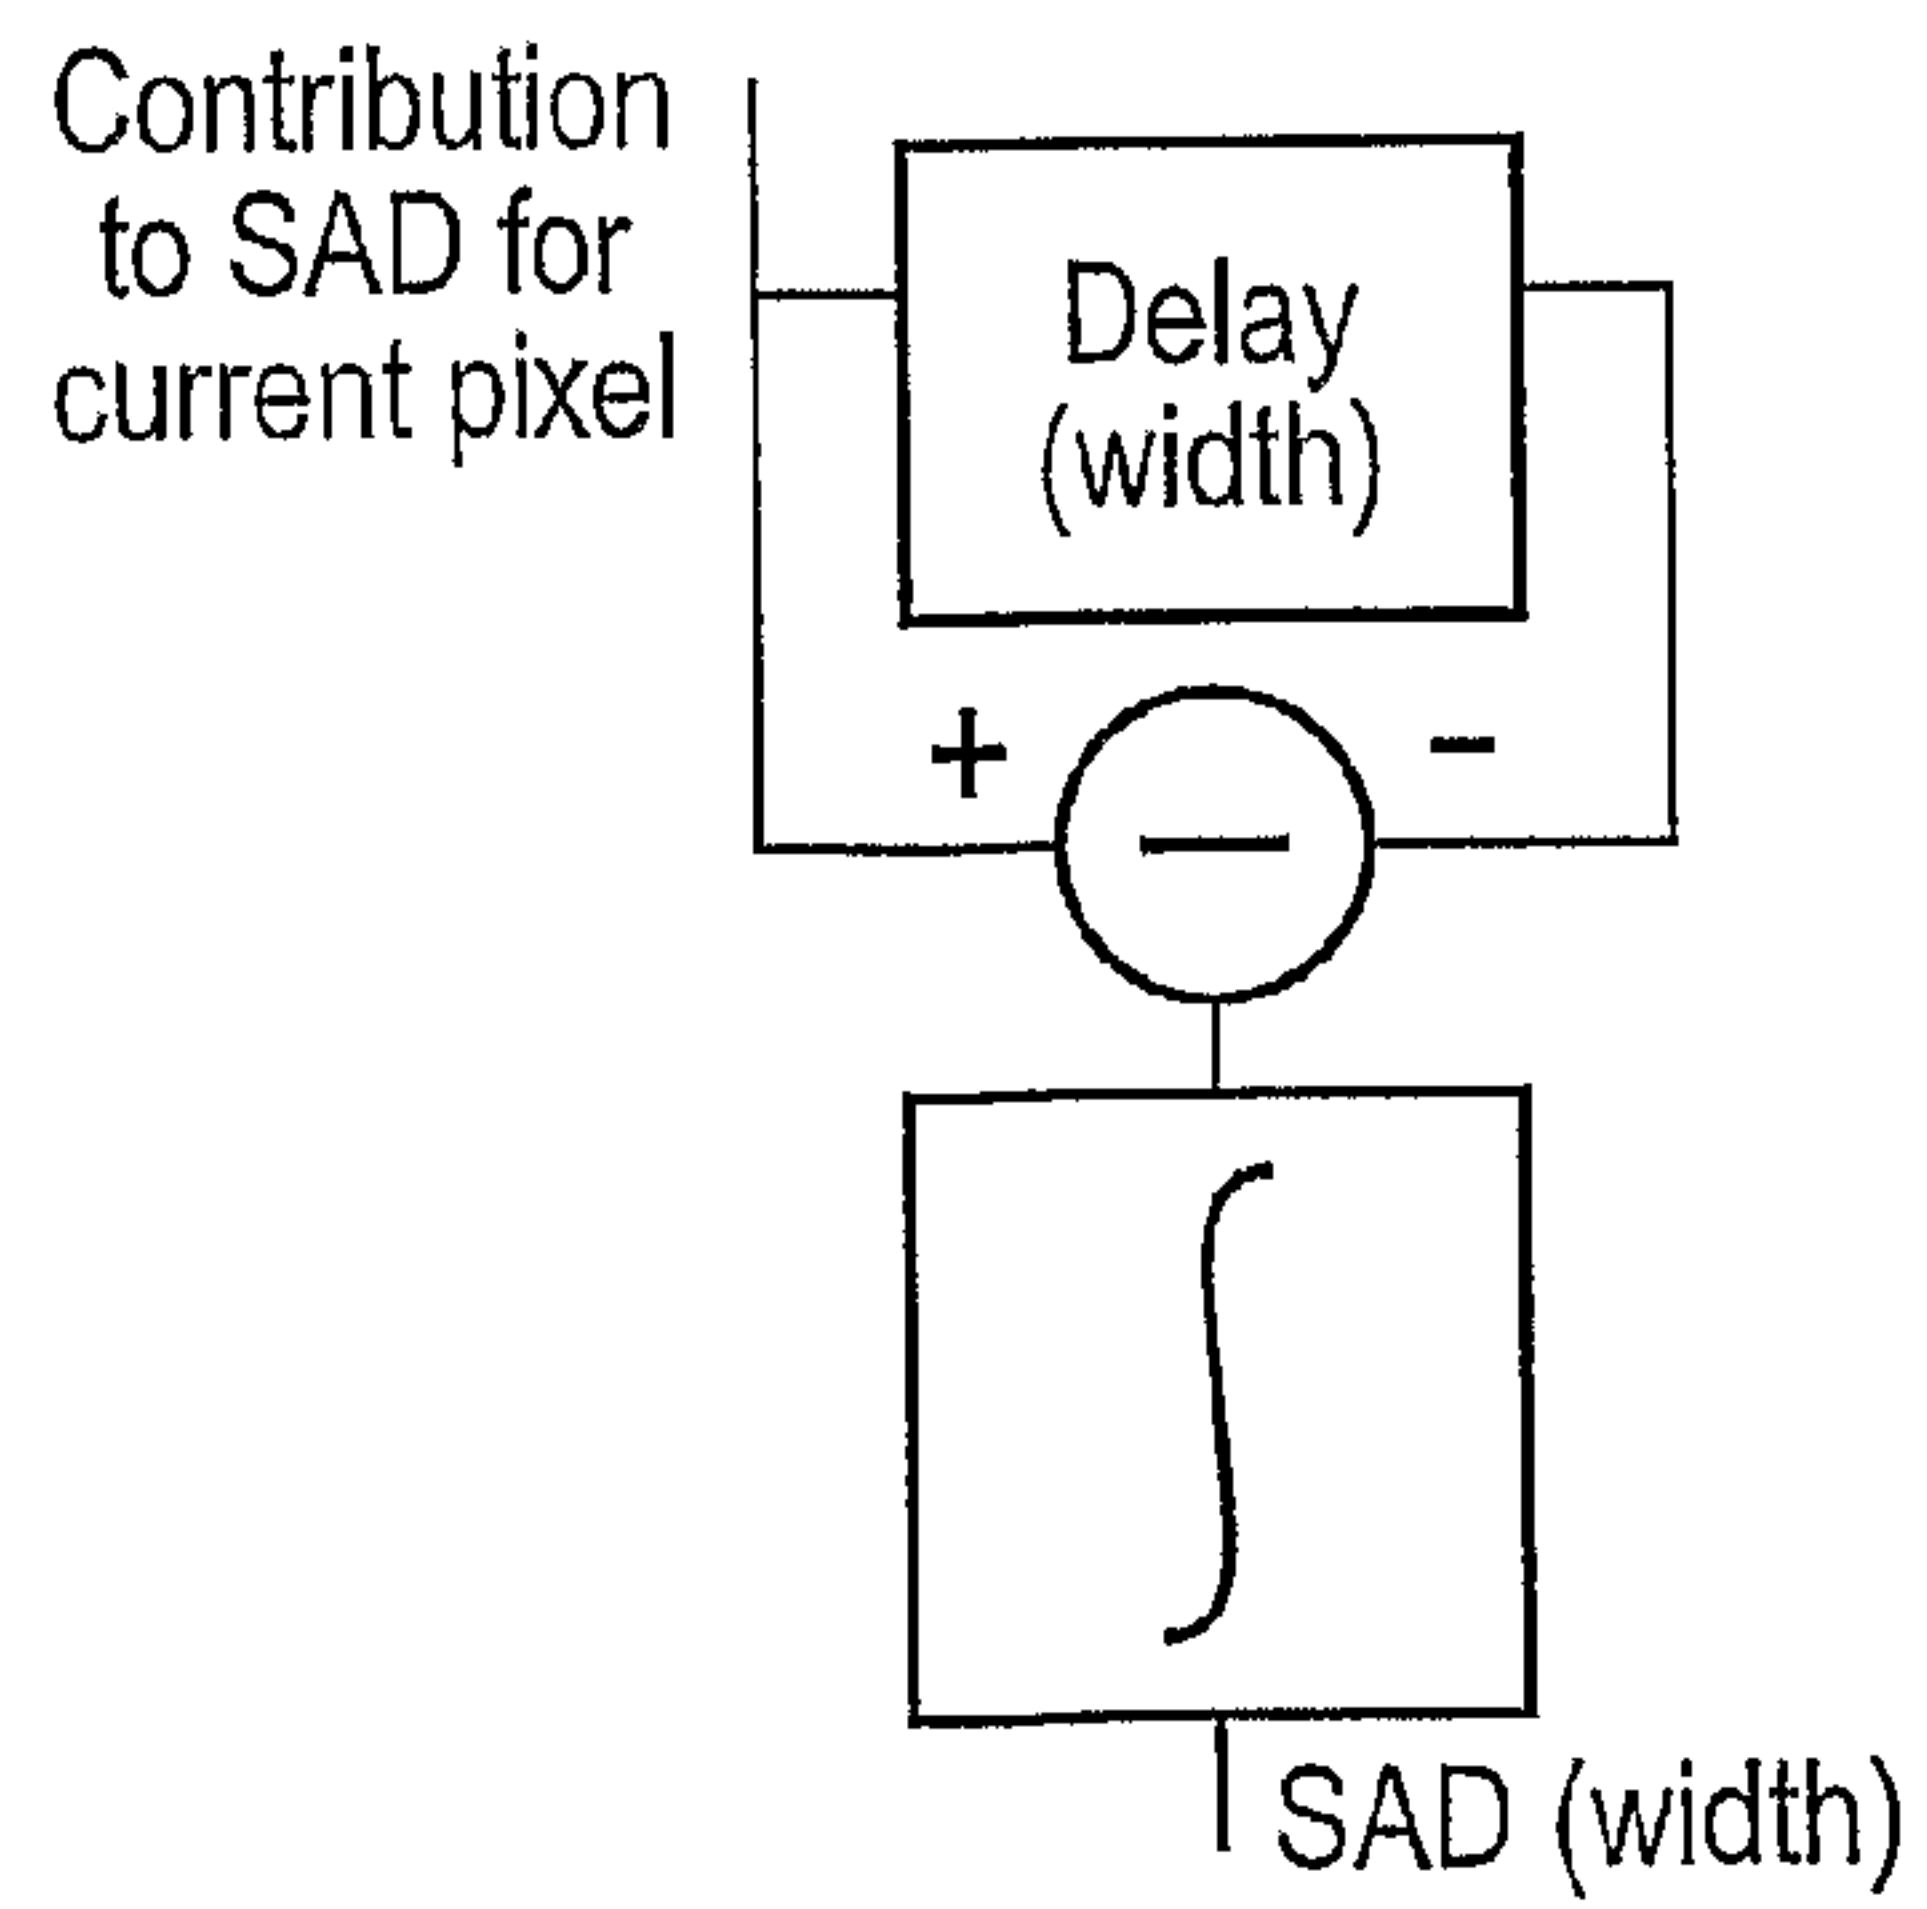 Contribution
to SAD for
current pixel
Delay
(width)
+
-
—
∫
SAD (width)